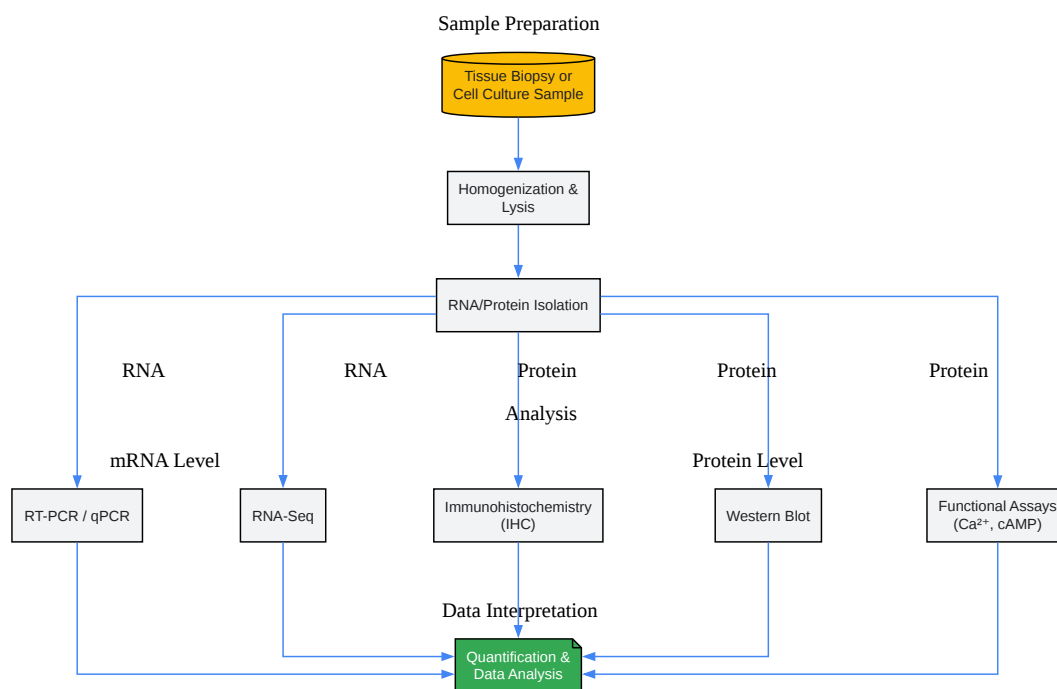 Sample Preparation
Tissue Biopsy or
Cell Culture Sample
Homogenization &
Lysis
RNA/Protein Isolation
RNA
RNA
Protein
Protein
Protein
Analysis
mRNA Level
Protein Level
RT-PCR / qPCR
RNA-Seq
Immunohistochemistry
(IHC)
Western Blot
Functional Assays
(Ca²⁺, cAMP)
Data Interpretation
Quantification &
Data Analysis